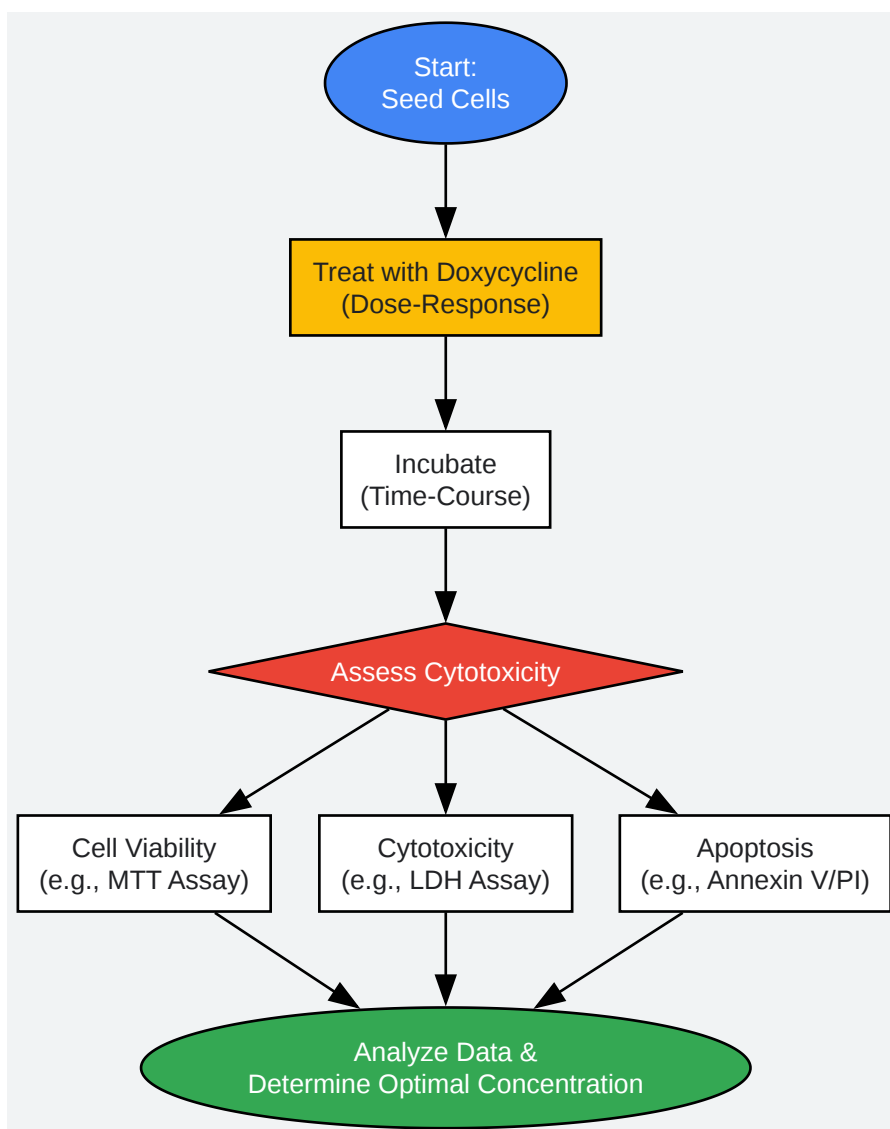 Start:
Seed Cells
Treat with Doxycycline
(Dose-Response)
Incubate
(Time-Course)
Assess Cytotoxicity
Cell Viability
(e.g., MTT Assay)
Cytotoxicity
(e.g., LDH Assay)
Apoptosis
(e.g., Annexin V/PI)
Analyze Data &
Determine Optimal Concentration